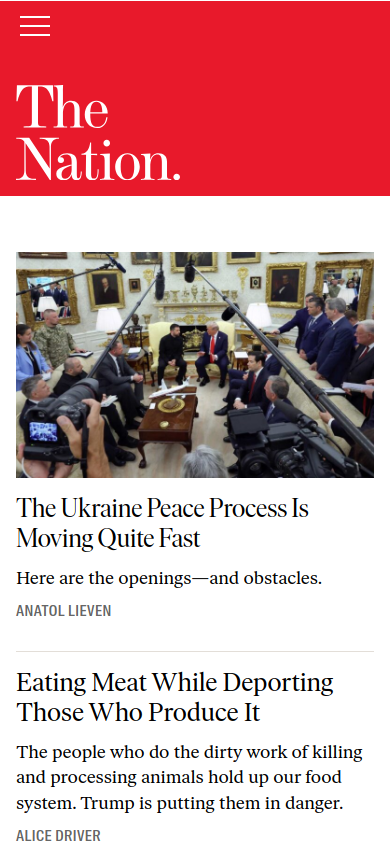 The
Nation.
The Ukraine Peace Process Is
Moving Quite Fast
Here are the openings—and obstacles.
ANATOL LIEVEN
Eating Meat While Deporting
Those Who Produce It
The people who do the dirty work of killing
and processing animals hold up our food
system. Trump is putting them in danger.
ALICE DRIVER